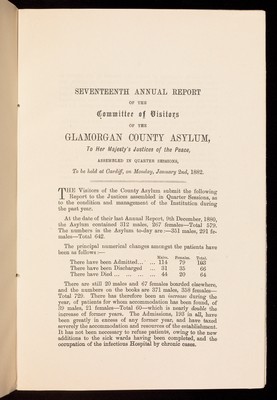 SEVENTEENTH ANNUAL REPORT
OF THE
Committee of Visitors
OF THE
GLAMORGAN COUNTY ASYLUM,
To Her Majesty's Justices of the Peace,
ASSEMBLED IN QUARTER SESSIONS,
To be held at Cardiff, on Monday, January 2nd, 1882.
THE Visitors of the County Asylum submit the following
Report to the Justices assembled in Quarter Sessions, as
to the condition and management of the Institution during
the past year.
At the date of their last Annual Report, 9th December, 1880,
the Asylum contained 312 males, 267 females—Total 579.
The numbers in the Asylum to-day are:—351 males, 291 fe-
males—Total 642.
The principal numerical changes amongst the patients have
been as follows:—
Males. Females. Total.
There have been Admitted... ... 114 79 193
There have been Discharged ... 31 35 66
There have Died ... ... ... ... 44 20 64
There are still 20 males and 67 females boarded elsewhere,
and the numbers on the books are 371 males, 358 females—
Total 729. There has therefore been an increase during the
year, of patients for whom accommodation has been found, of
39 males, 21 females—Total 60—which is nearly double the
increase of former years. The Admissions, 193 in all, have
been greatly in excess of any former year, and have taxed
severely the accommodation and resources of the establishment.
It has not been necessary to refuse patients, owing to the new
additions to the sick wards having been completed, and the
occupation of the infectious Hospital by chronic cases.